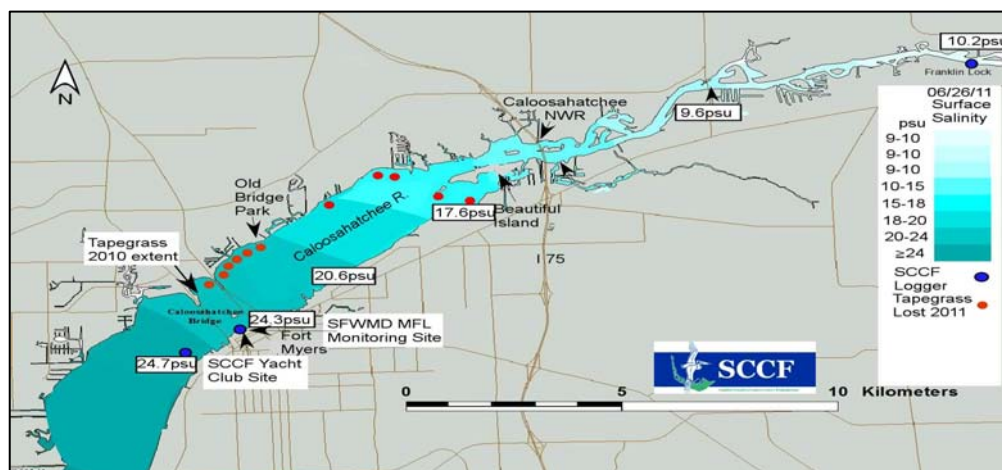 10.2psu
Franklin Lock
N
Caloosahatchee
NWR
9.6psu
06/26/11
Surface
Salinity
psu
9-10
9-10
9-10
10-15
15-18
18-20
20-24
≥24
SCCF
Logger
Tapegrass
Lost 2011
Old
Bridge
Park
Caloosahatchee R.
17.6psu
Beautiful
Island
Tapegrass
2010 extent
20.6psu
I 75
Caloosahatchee
Bridge
24.3psu
SFWMD MFL
Monitoring Site
Fort
Myers
24.7psu
SCCF Yacht
Club Site
SCCF
0 5 10 Kilometers